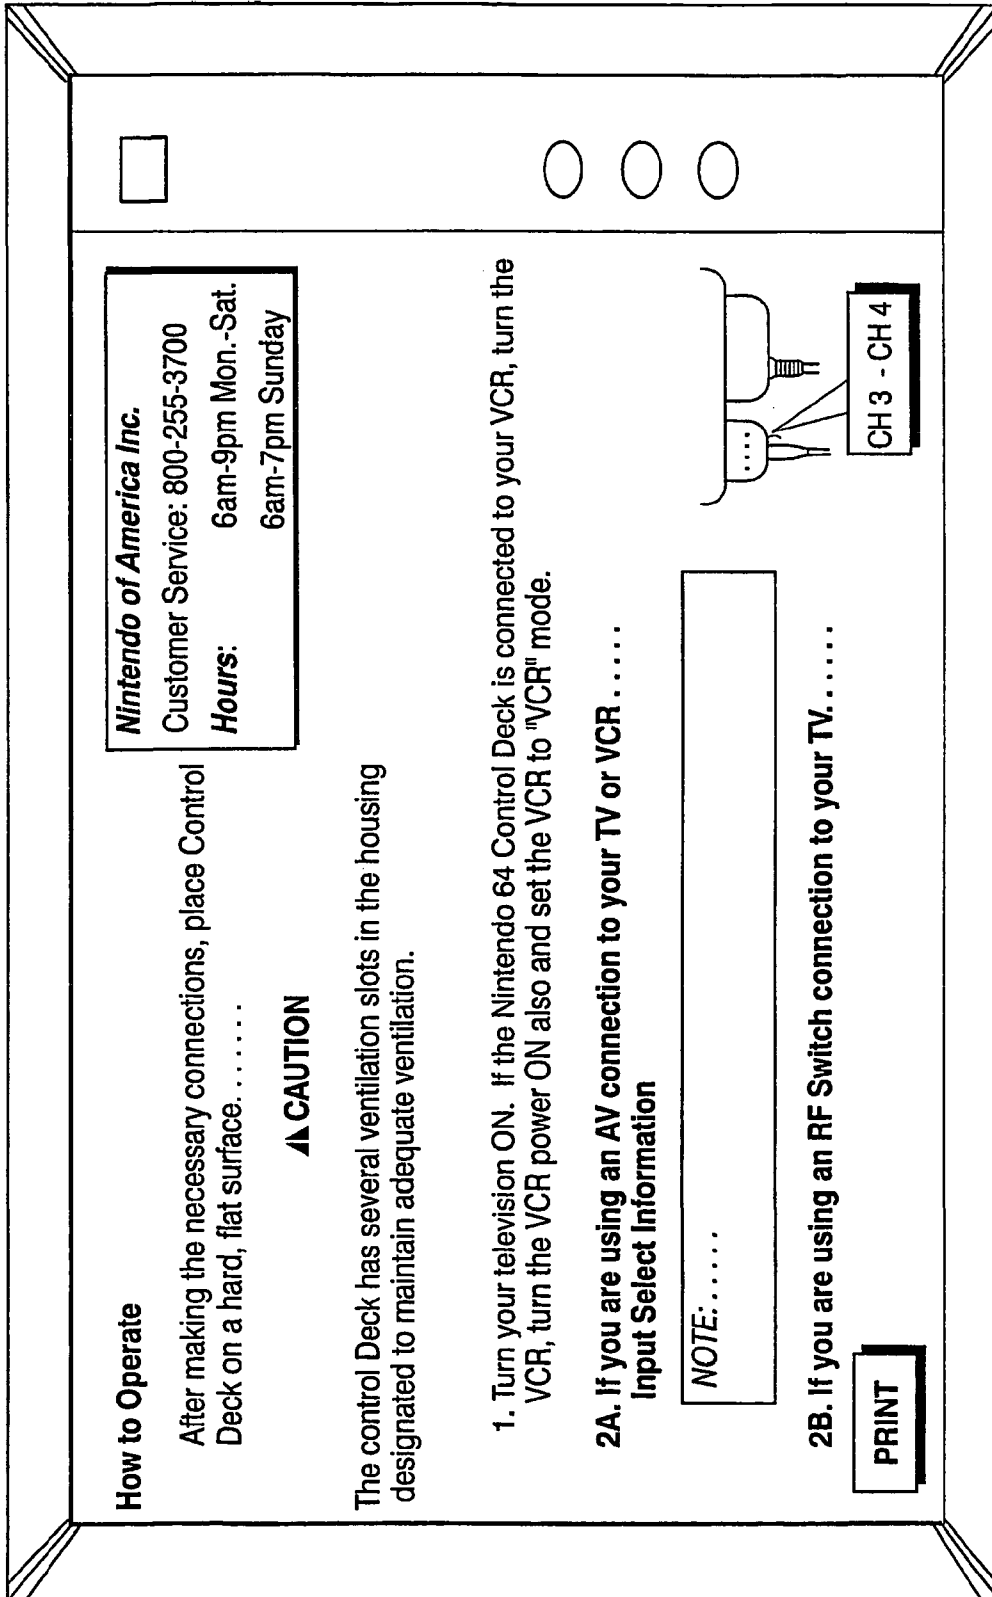 How to Operate
After making the necessary connections, place Control
Deck on a hard, flat surface.......
CAUTION
Nintendo of America Inc.
Customer Service: 800-255-3700
Hours: 6am-9pm Mon.-Sat.
6am-7pm Sunday
The control Deck has several ventilation slots in the housing
designated to maintain adequate ventilation.
1. Turn your television ON. If the Nintendo 64 Control Deck is connected to your VCR, turn the
VCR, turn the VCR power ON also and set the VCR to "VCR" mode.
2A. If you are using an AV connection to your TV or VCR.....
Input Select Information
NOTE:......
2B. If you are using an RF Switch connection to your TV......
CH 3 - CH 4
PRINT